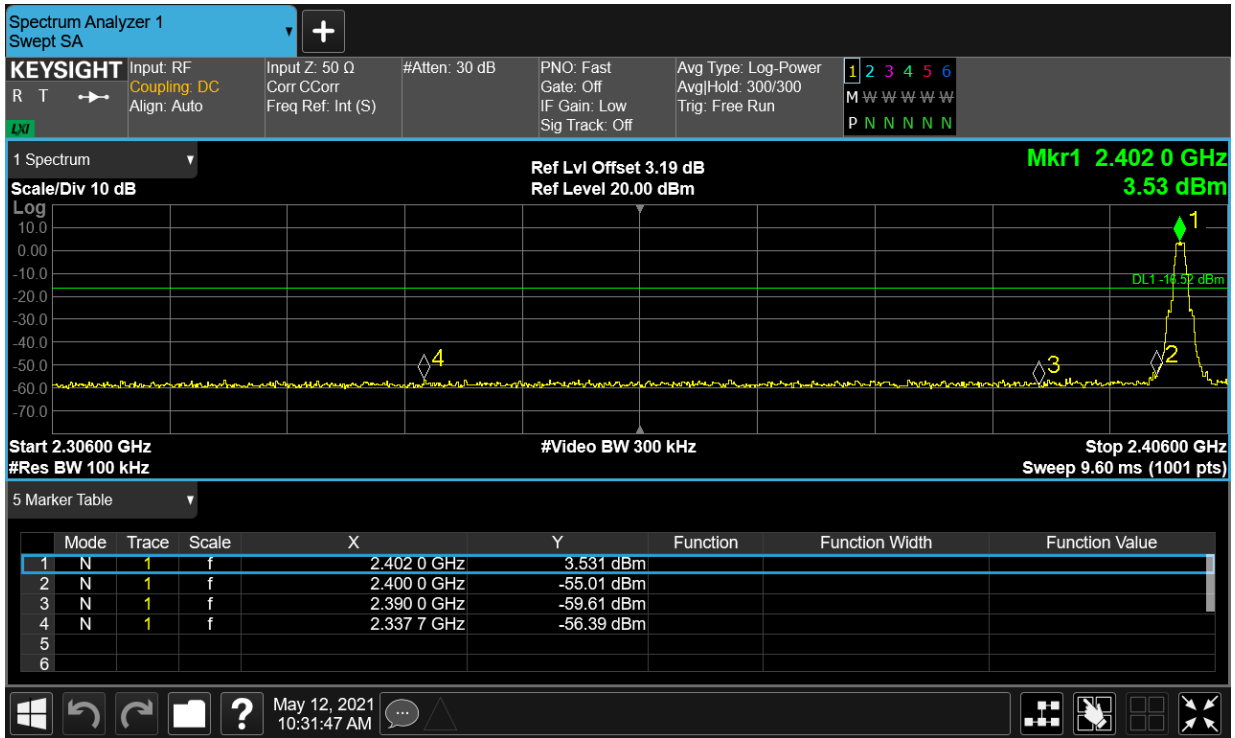 Spectrum Analyzer 1
Swept SA
KEYSIGHT
R T
LXI
Input: RF
Coupling: DC
Align: Auto
Input Z: 50 Ω
Corr CCorr
Freq Ref: Int (S)
#Atten: 30 dB
PNO: Fast
Gate: Off
IF Gain: Low
Sig Track: Off
Avg Type: Log-Power
Avg|Hold: 300/300
Trig: Free Run
1 2 3 4 5 6
M W W W W W
P N N N N N
1 Spectrum
Scale/Div 10 dB
Ref Lvl Offset 3.19 dB
Ref Level 20.00 dBm
Mkr1 2.402 0 GHz
3.53 dBm
Log
10.0
0.00
-10.0
-20.0
-30.0
-40.0
-50.0
-60.0
-70.0
1
DL1 -16.52 dBm
4
3
2
Start 2.30600 GHz
#Res BW 100 kHz
#Video BW 300 kHz
Stop 2.40600 GHz
Sweep 9.60 ms (1001 pts)
5 Marker Table
Mode Trace Scale X Y Function Function Width Function Value
1 N 1 f 2.402 0 GHz 3.531 dBm
2 N 1 f 2.400 0 GHz -55.01 dBm
3 N 1 f 2.390 0 GHz -59.61 dBm
4 N 1 f 2.337 7 GHz -56.39 dBm
5
6
?
May 12, 2021
10:31:47 AM